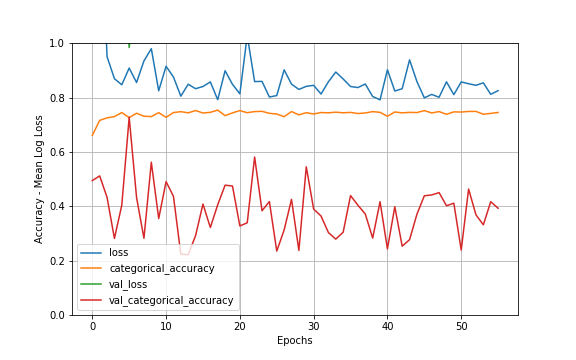 1.0
0.8
0.6
0.4
0.2
0.0
Accuracy - Mean Log Loss
loss
categorical_accuracy
val_loss
val_categorical_accuracy
0 10 20 30 40 50
Epochs